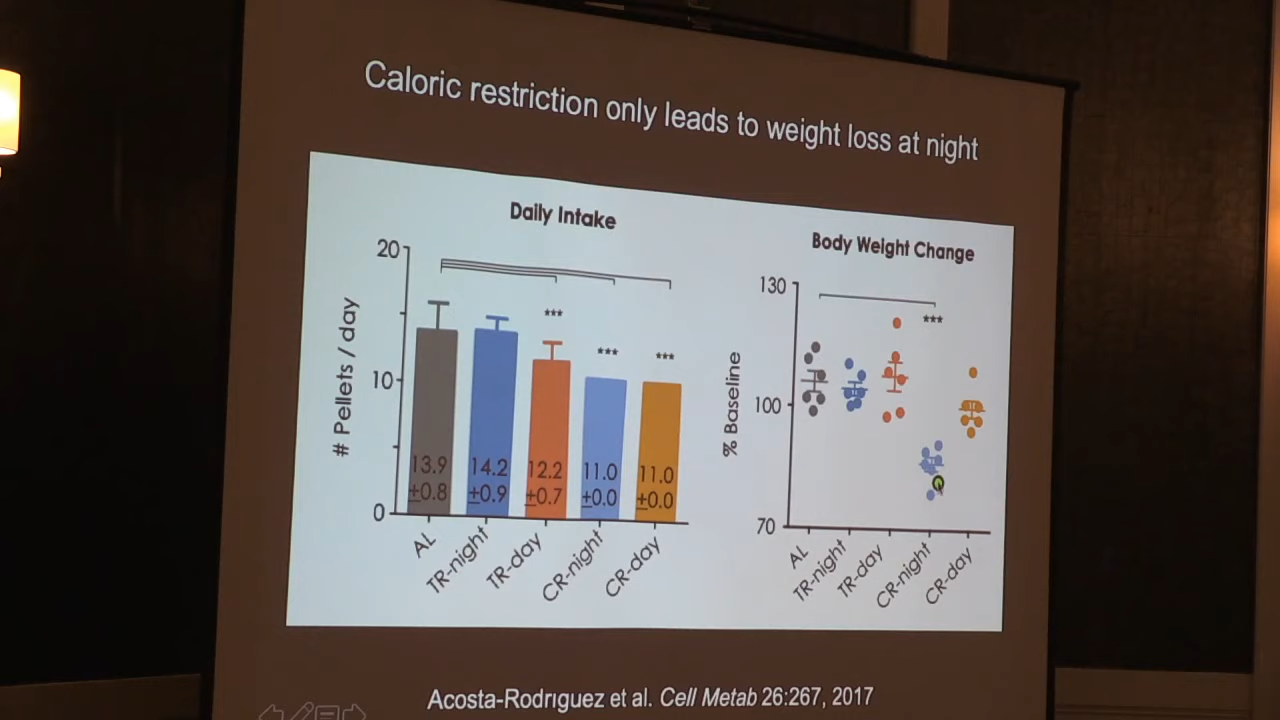 Caloric restriction only leads to weight loss at night
Daily Intake
# Pellets / day
20
10
0
***
***
***
13.9
±0.8
14.2
±0.9
12.2
±0.7
11.0
±0.0
11.0
±0.0
AL
TR-night
TR-day
CR-night
CR-day
Body Weight Change
% Baseline
130
100
70
***
AL
TR-night
TR-day
CR-night
CR-day
Acosta-Rodrıguez et al. Cell Metab 26:267, 2017